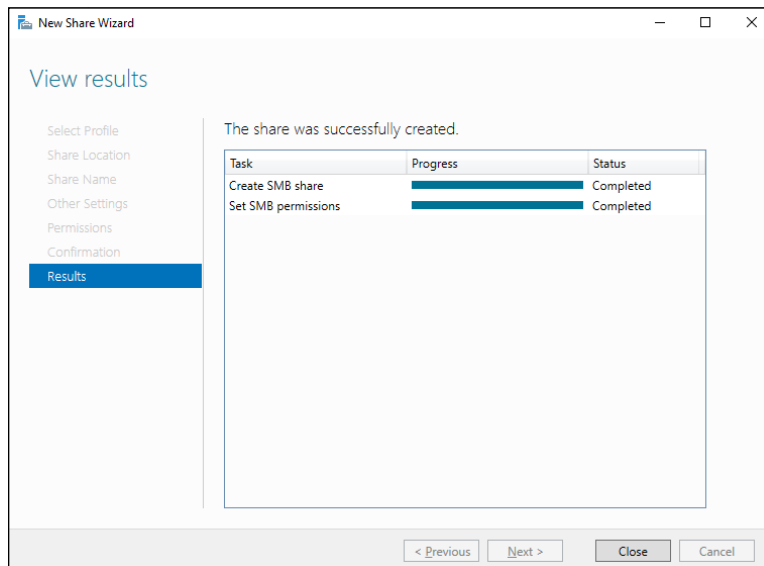 New Share Wizard
View results
Select Profile
Share Location
Share Name
Other Settings
Permissions
Confirmation
Results
The share was successfully created.
Task Progress Status
Create SMB share Completed
Set SMB permissions Completed
< Previous Next > Close Cancel